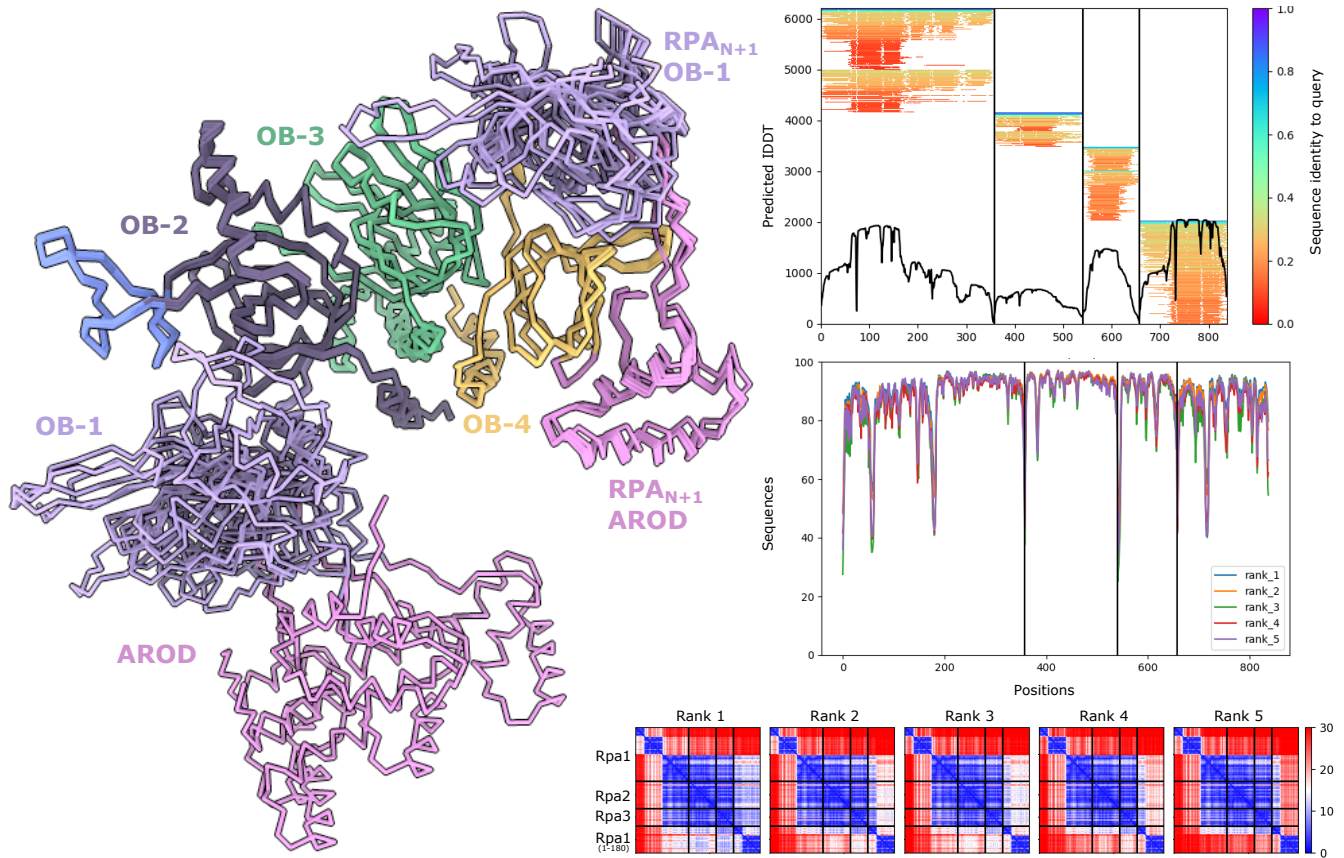 RPAN+1
OB-1
OB-3
OB-2
OB-1
OB-4
RPAN+1
AROD
AROD
6000
5000
4000
3000
2000
1000
0
Predicted IDDT
0 100 200 300 400 500 600 700 800
1.0
0.8
0.6
0.4
0.2
0.0
Sequence identity to query
100
80
60
40
20
0
Sequences
rank_1
rank_2
rank_3
rank_4
rank_5
0 200 400 600 800
Positions
Rank 1 Rank 2 Rank 3 Rank 4 Rank 5
Rpa1
Rpa2
Rpa3
Rpa1
(1-180)
30
20
10
0